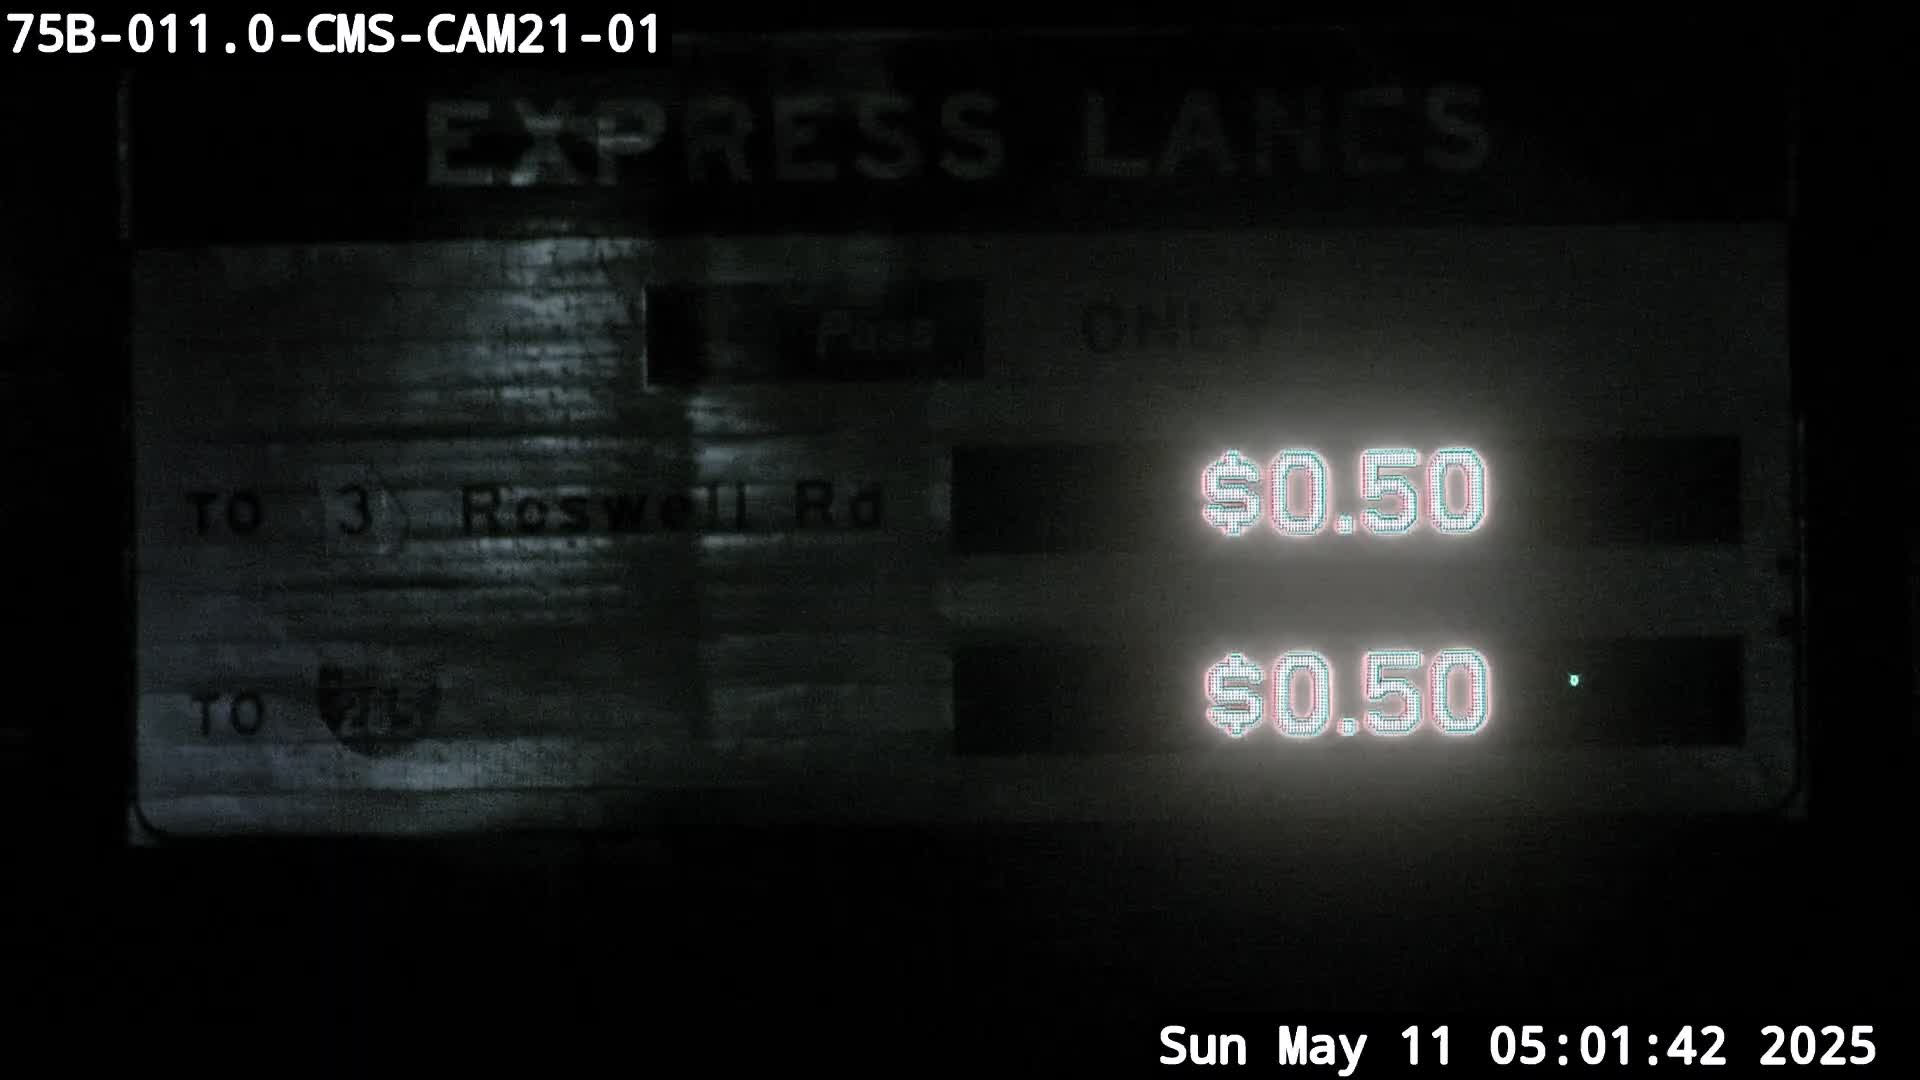 75B-011.0-CMS-CAM21-01
EXPRESS LANES
Pass ONLY
TO 3 Roswell Rd $0.50
TO $0.50
Sun May 11 05:01:42 2025